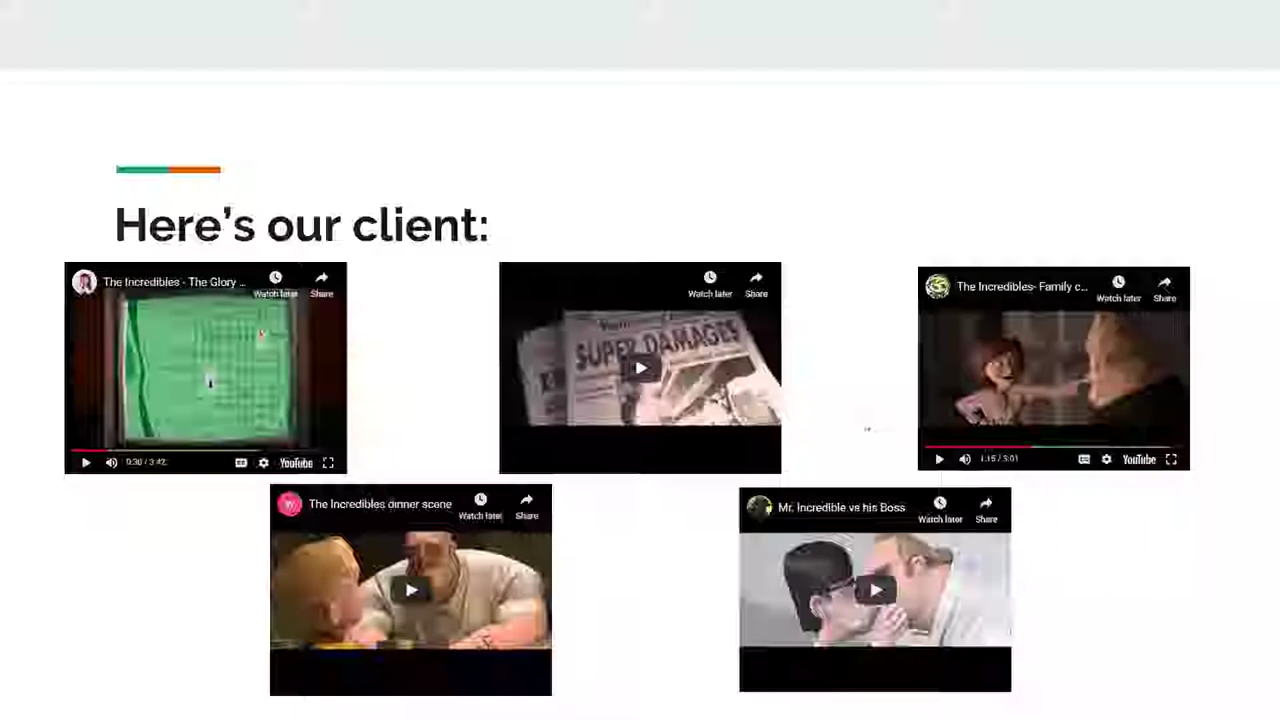 Here's our client:
The Incredibles - The Glory ...
Watch later
Share
0:30 / 3:42
YouTube
Watch later
Share
SUPER DAMAGES
The Incredibles- Family c...
Watch later
Share
1:15 / 3:01
YouTube
The Incredibles dinner scene
Watch later
Share
Mr. Incredible vs his Boss
Watch later
Share